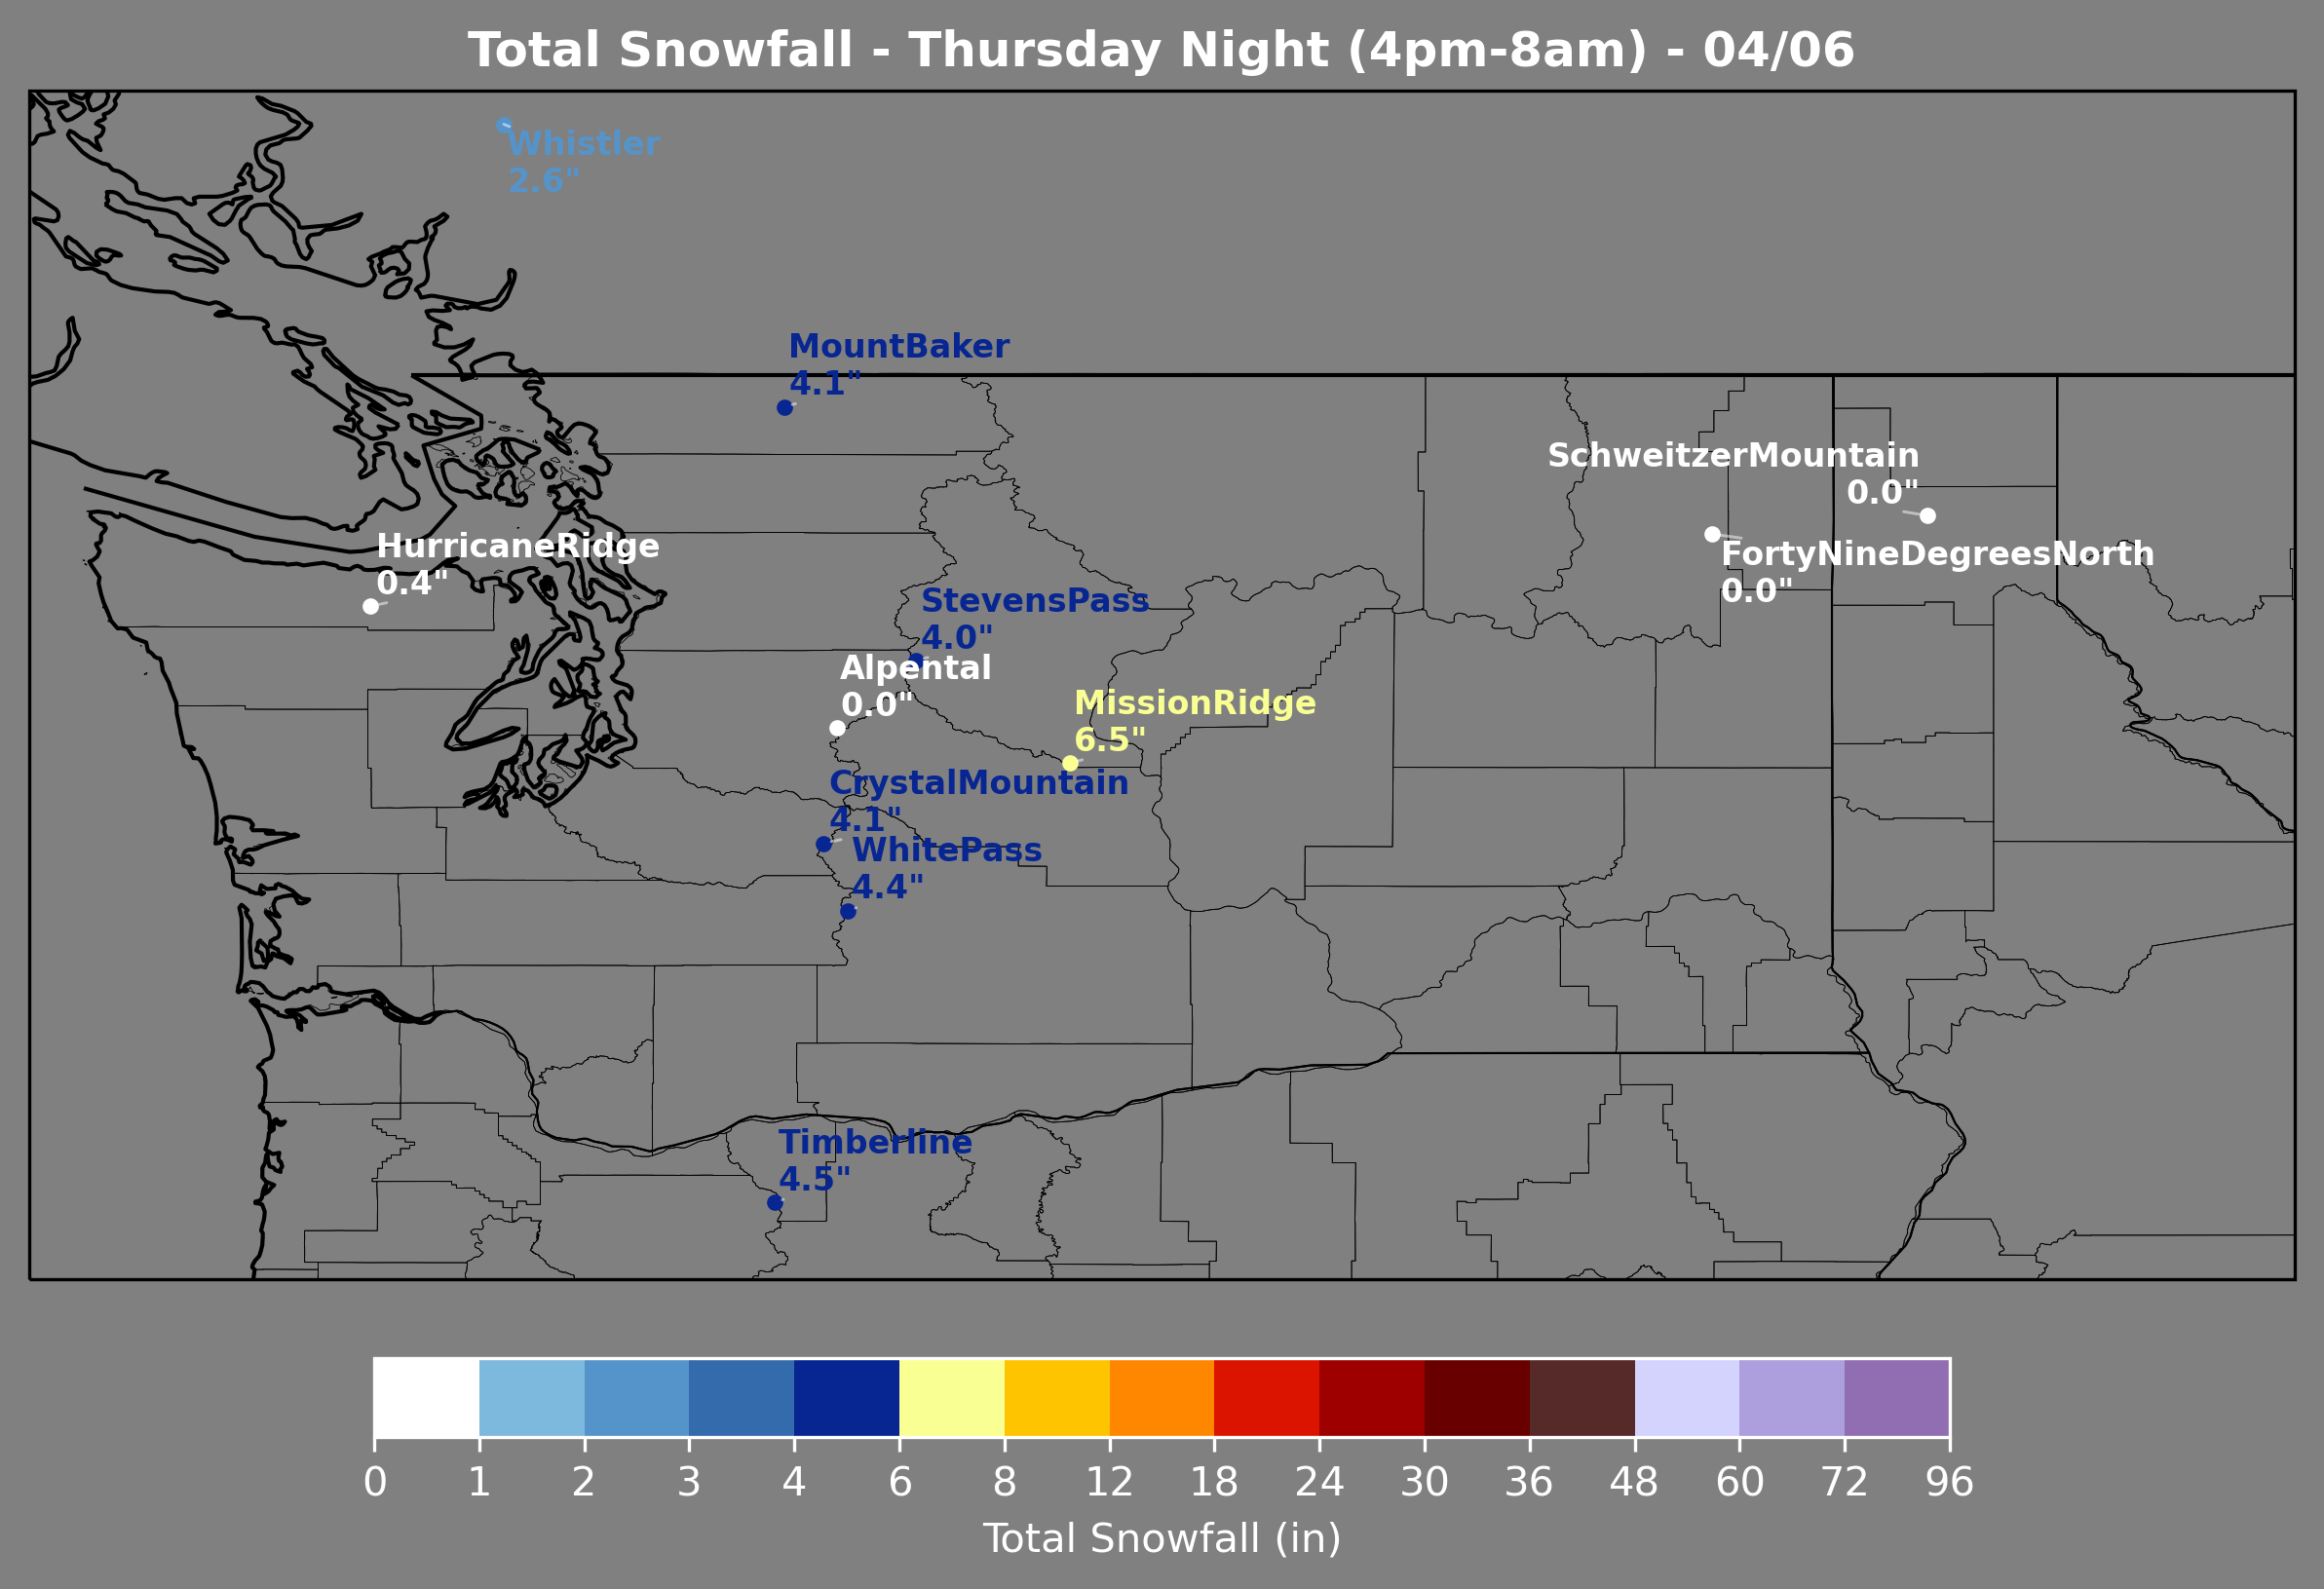 Total Snowfall - Thursday Night (4pm-8am) - 04/06
Whistler
2.6"
MountBaker
4.1"
SchweitzerMountain
0.0"
FortyNineDegreesNorth
0.0"
HurricaneRidge
0.4"
StevensPass
4.0"
Alpental
0.0"
MissionRidge
6.5"
CrystalMountain
4.1"
WhitePass
4.4"
Timberline
4.5"
0 1 2 3 4 6 8 12 18 24 30 36 48 60 72 96
Total Snowfall (in)